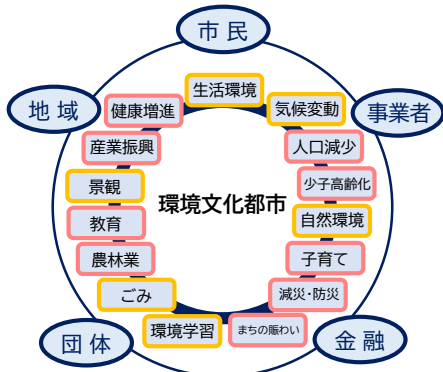 市民
生活環境
地域
健康増進
気候変動
事業者
産業振興
人口減少
景観
少子高齢化
環境文化都市
教育
自然環境
農林業
子育て
ごみ
減災・防災
環境学習
まちの賑わい
団体
金融